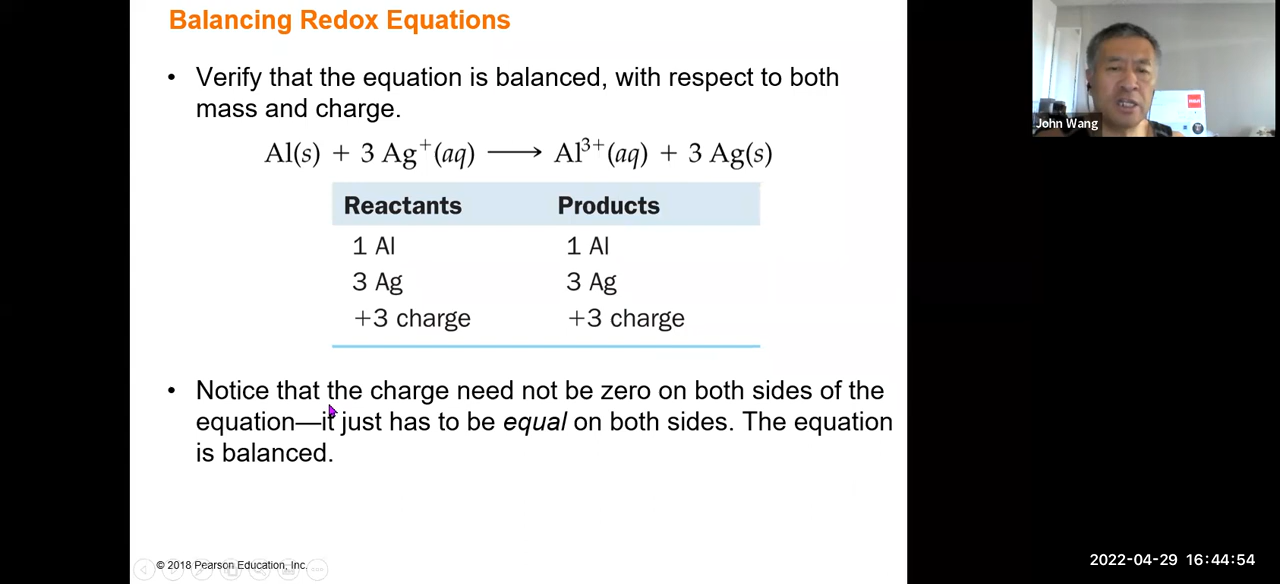 Balancing Redox Equations
• Verify that the equation is balanced, with respect to both
mass and charge.
Al(s) + 3 Ag⁺(aq) ⟶ Al³⁺(aq) + 3 Ag(s)
Reactants Products
1 Al 1 Al
3 Ag 3 Ag
+3 charge +3 charge
• Notice that the charge need not be zero on both sides of the
equation—it just has to be equal on both sides. The equation
is balanced.
© 2018 Pearson Education, Inc.
John Wang
2022-04-29 16:44:54